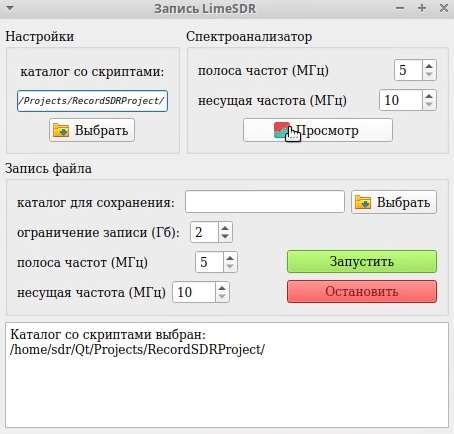 Запись LimeSDR
Настройки
каталог со скриптами:
/Projects/RecordSDRProject/
Выбрать
Спектроанализатор
полоса частот (МГц)
5
несущая частота (МГц)
10
Просмотр
Запись файла
каталог для сохранения:
Выбрать
ограничение записи (Гб):
2
полоса частот (МГц)
5
Запустить
несущая частота (МГц)
10
Остановить
Каталог со скриптами выбран:
/home/sdr/Qt/Projects/RecordSDRProject/